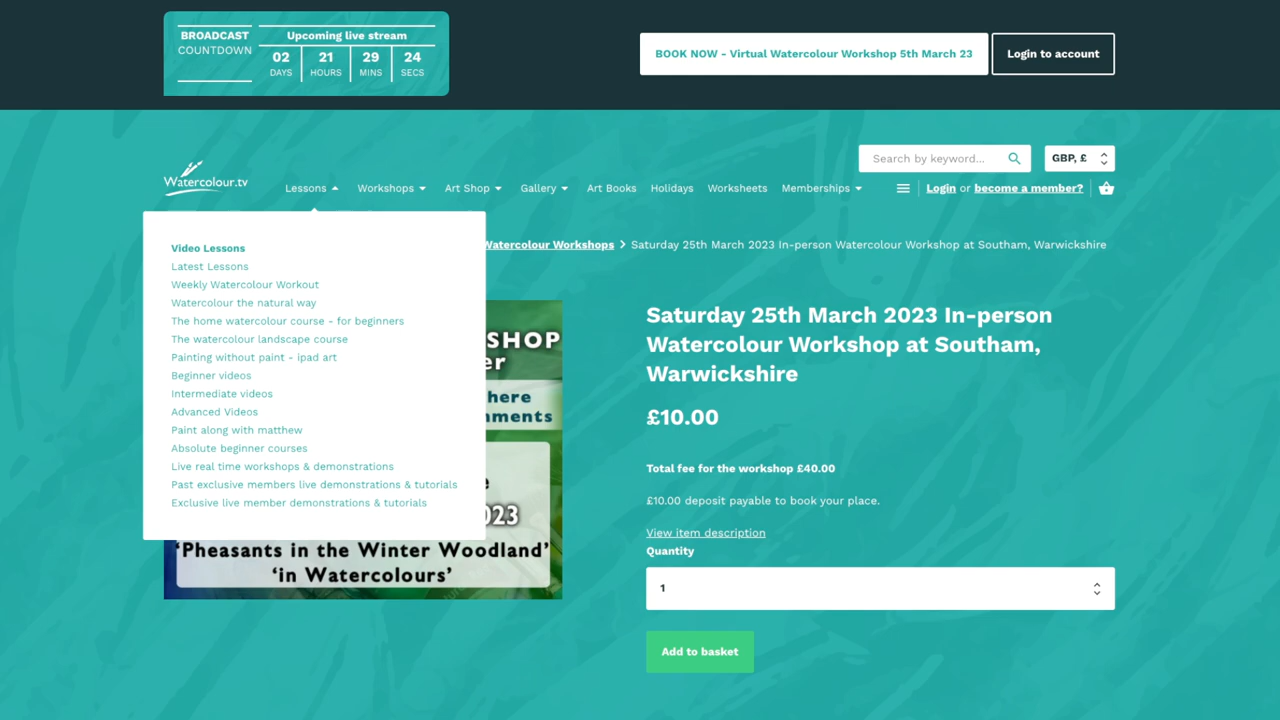 BROADCAST
COUNTDOWN
Upcoming live stream
02 21 29 24
DAYS HOURS MINS SECS
BOOK NOW - Virtual Watercolour Workshop 5th March 23
Login to account
Search by keyword...
GBP, £
Watercolour.tv
Lessons Workshops Art Shop Gallery Art Books Holidays Worksheets Memberships
Login or become a member?
Watercolour Workshops > Saturday 25th March 2023 In-person Watercolour Workshop at Southam, Warwickshire
Video Lessons
Latest Lessons
Weekly Watercolour Workout
Watercolour the natural way
The home watercolour course - for beginners
The watercolour landscape course
Painting without paint - ipad art
Beginner videos
Intermediate videos
Advanced Videos
Paint along with matthew
Absolute beginner courses
Live real time workshops & demonstrations
Past exclusive members live demonstrations & tutorials
Exclusive live member demonstrations & tutorials
SHOP
er
here
ments
023
'Pheasants in the Winter Woodland'
'in Watercolours'
Saturday 25th March 2023 In-person
Watercolour Workshop at Southam,
Warwickshire
£10.00
Total fee for the workshop £40.00
£10.00 deposit payable to book your place.
View item description
Quantity
1
Add to basket